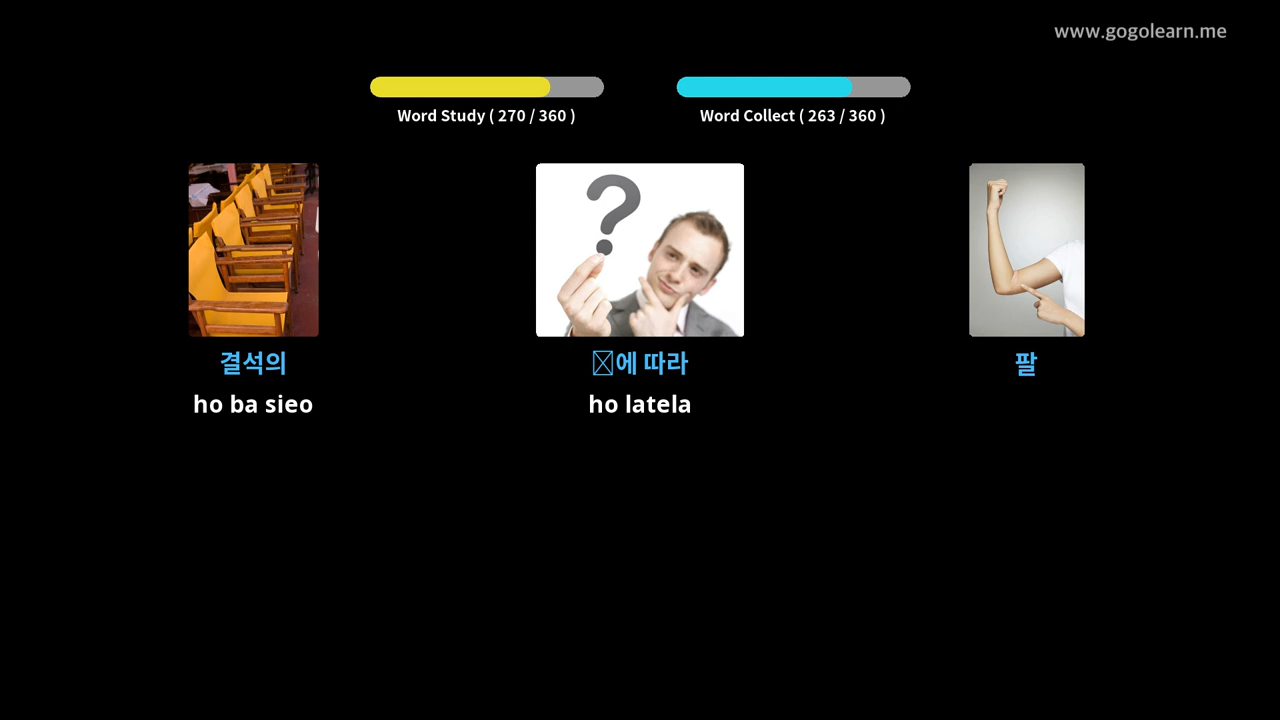 www.gogolearn.me
Word Study ( 270 / 360 )
Word Collect ( 263 / 360 )
결석의
에 따라
팔
ho ba sieo
ho latela